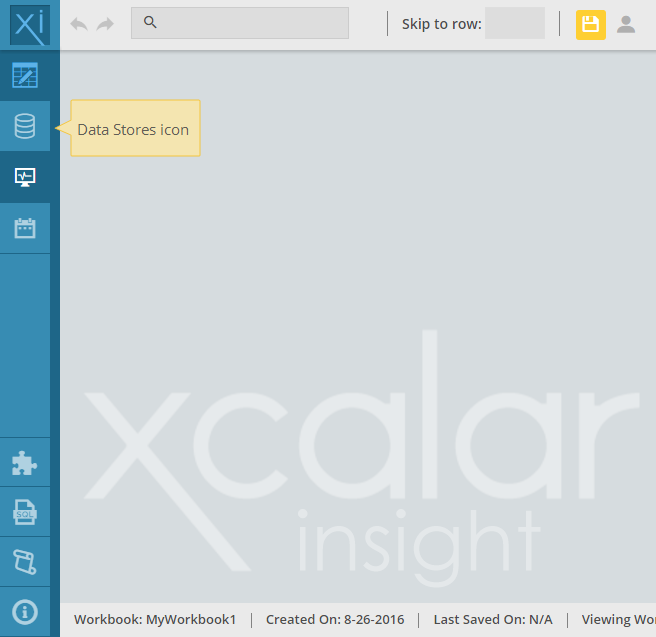 xi
Skip to row:
Data Stores icon
xcalar
insight
SQL
Workbook: MyWorkbook1 | Created On: 8-26-2016 | Last Saved On: N/A | Viewing Wo